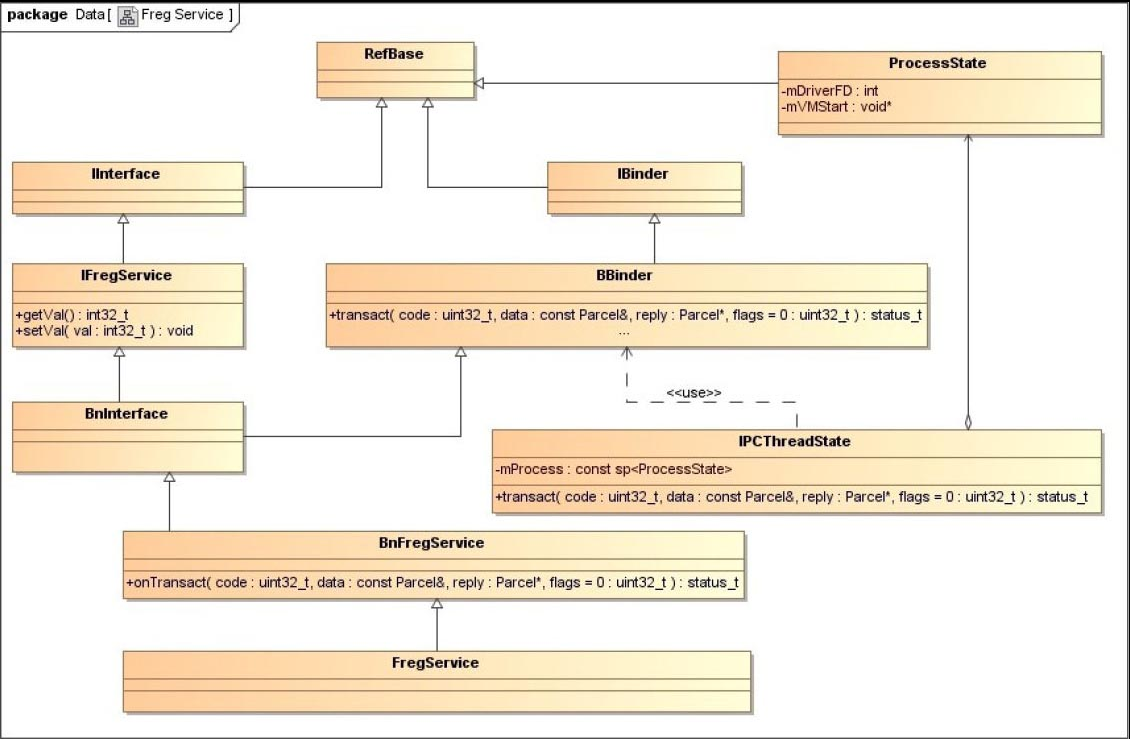 package Data[ Freg Service ]
RefBase
ProcessState
-mDriverFD : int
-mVMStart : void*
IInterface
IBinder
IFregService
+getVal() : int32_t
+setVal( val : int32_t ) : void
BBinder
+transact( code : uint32_t, data : const Parcel&, reply : Parcel*, flags = 0 : uint32_t ) : status_t
...
<<use>>
BnInterface
IPCThreadState
-mProcess : const sp<ProcessState>
+transact( code : uint32_t, data : const Parcel&, reply : Parcel*, flags = 0 : uint32_t ) : status_t
BnFregService
+onTransact( code : uint32_t, data : const Parcel&, reply : Parcel*, flags = 0 : uint32_t ) : status_t
FregService